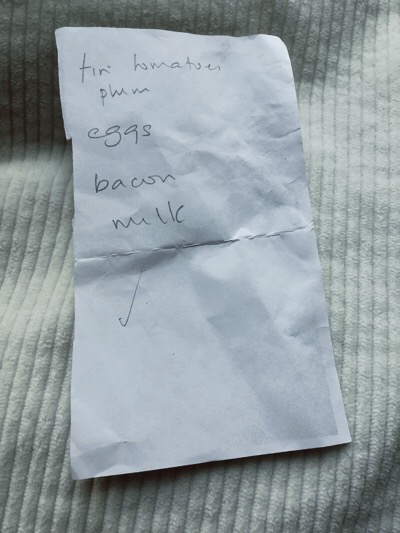 tin tomatoes
plum
eggs
bacon
milk